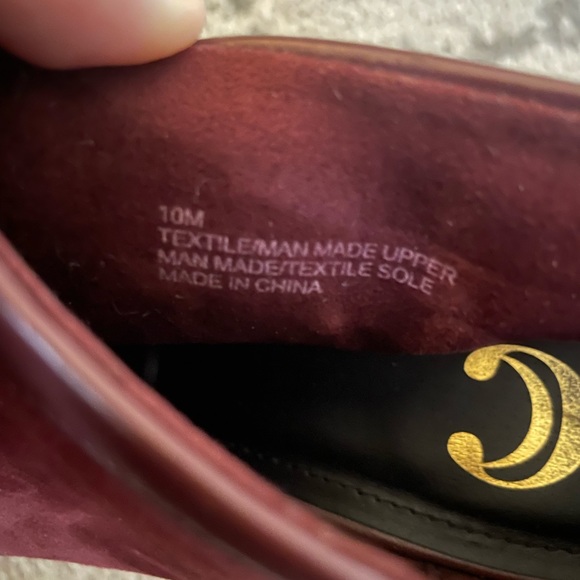 10M
TEXTILE/MAN MADE UPPER
MAN MADE/TEXTILE SOLE
MADE IN CHINA